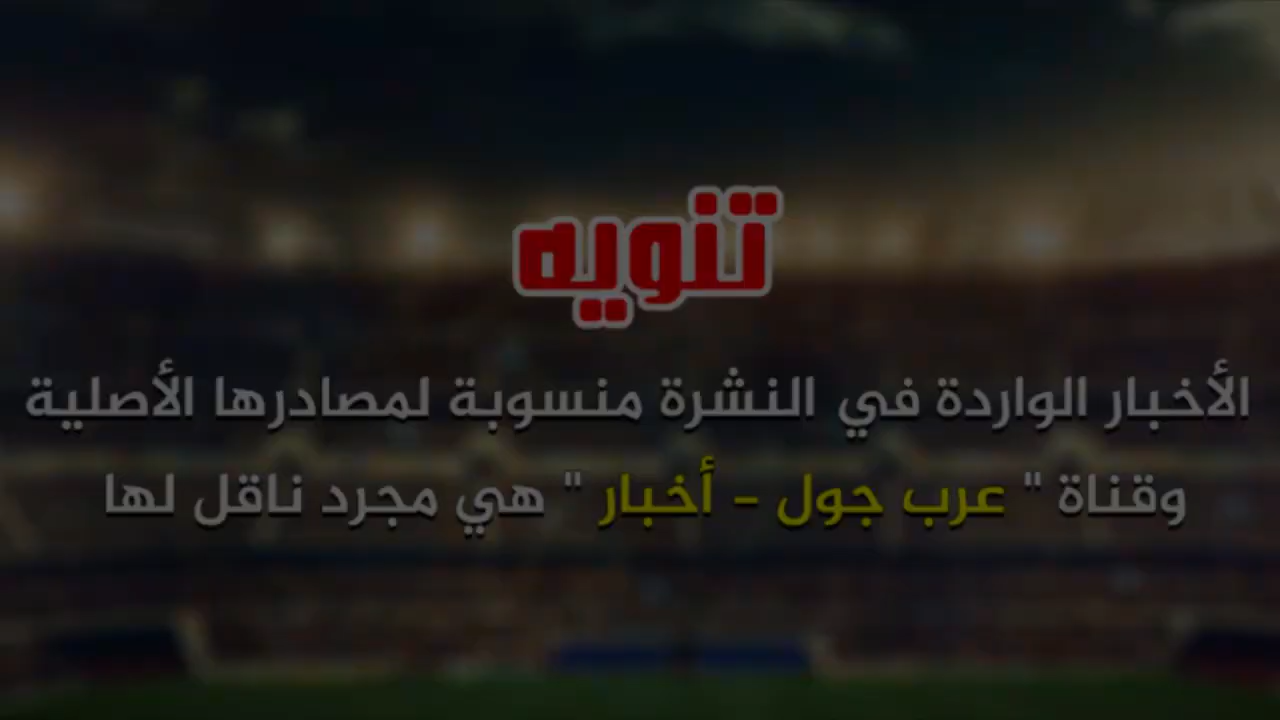 تنويه
الأخبار الواردة في النشرة منسوبة لمصادرها الأصلية
وقناة " عرب جول - أخبار " هي مجرد ناقل لها